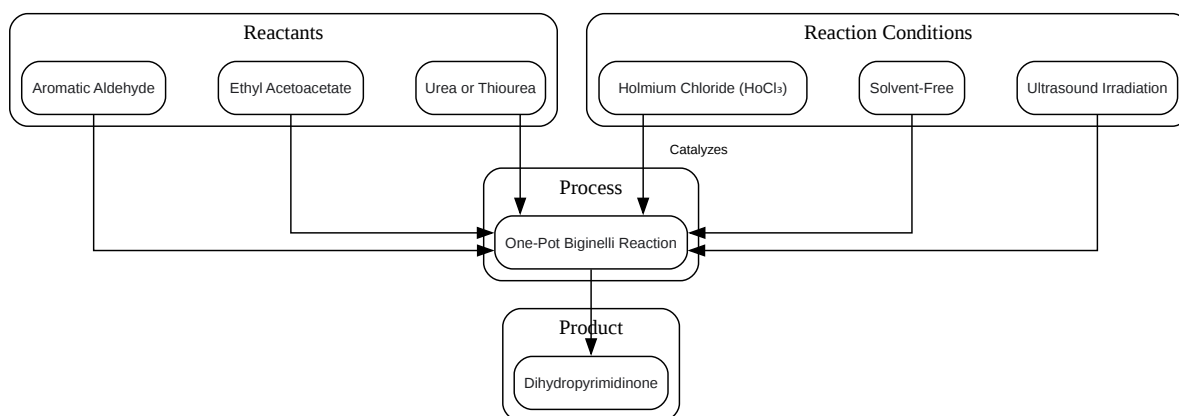 Reactants
Reaction Conditions
Aromatic Aldehyde
Ethyl Acetoacetate
Urea or Thiourea
Holmium Chloride (HoCl₃)
Solvent-Free
Ultrasound Irradiation
Catalyzes
Process
One-Pot Biginelli Reaction
Product
Dihydropyrimidinone